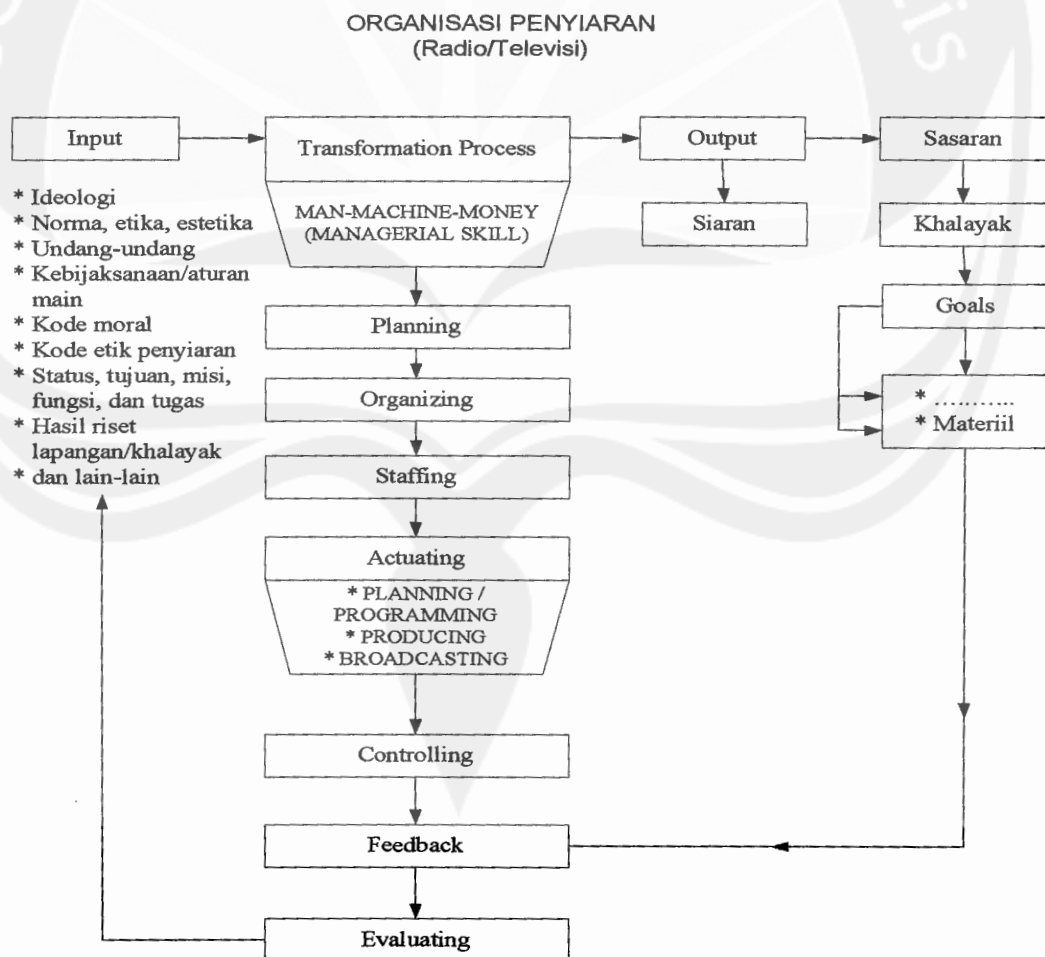 ORGANISASI PENYIARAN
(Radio/Televisi)
Input
* Ideologi
* Norma, etika, estetika
* Undang-undang
* Kebijaksanaan/aturan
main
* Kode moral
* Kode etik penyiaran
* Status, tujuan, misi,
fungsi, dan tugas
* Hasil riset
lapangan/khalayak
* dan lain-lain
Transformation Process
MAN-MACHINE-MONEY
(MANAGERIAL SKILL)
Planning
Organizing
Staffing
Actuating
* PLANNING /
PROGRAMMING
* PRODUCING
* BROADCASTING
Controlling
Feedback
Evaluating
Output
Siaran
Sasaran
Khalayak
Goals
* ...........
* Materiil